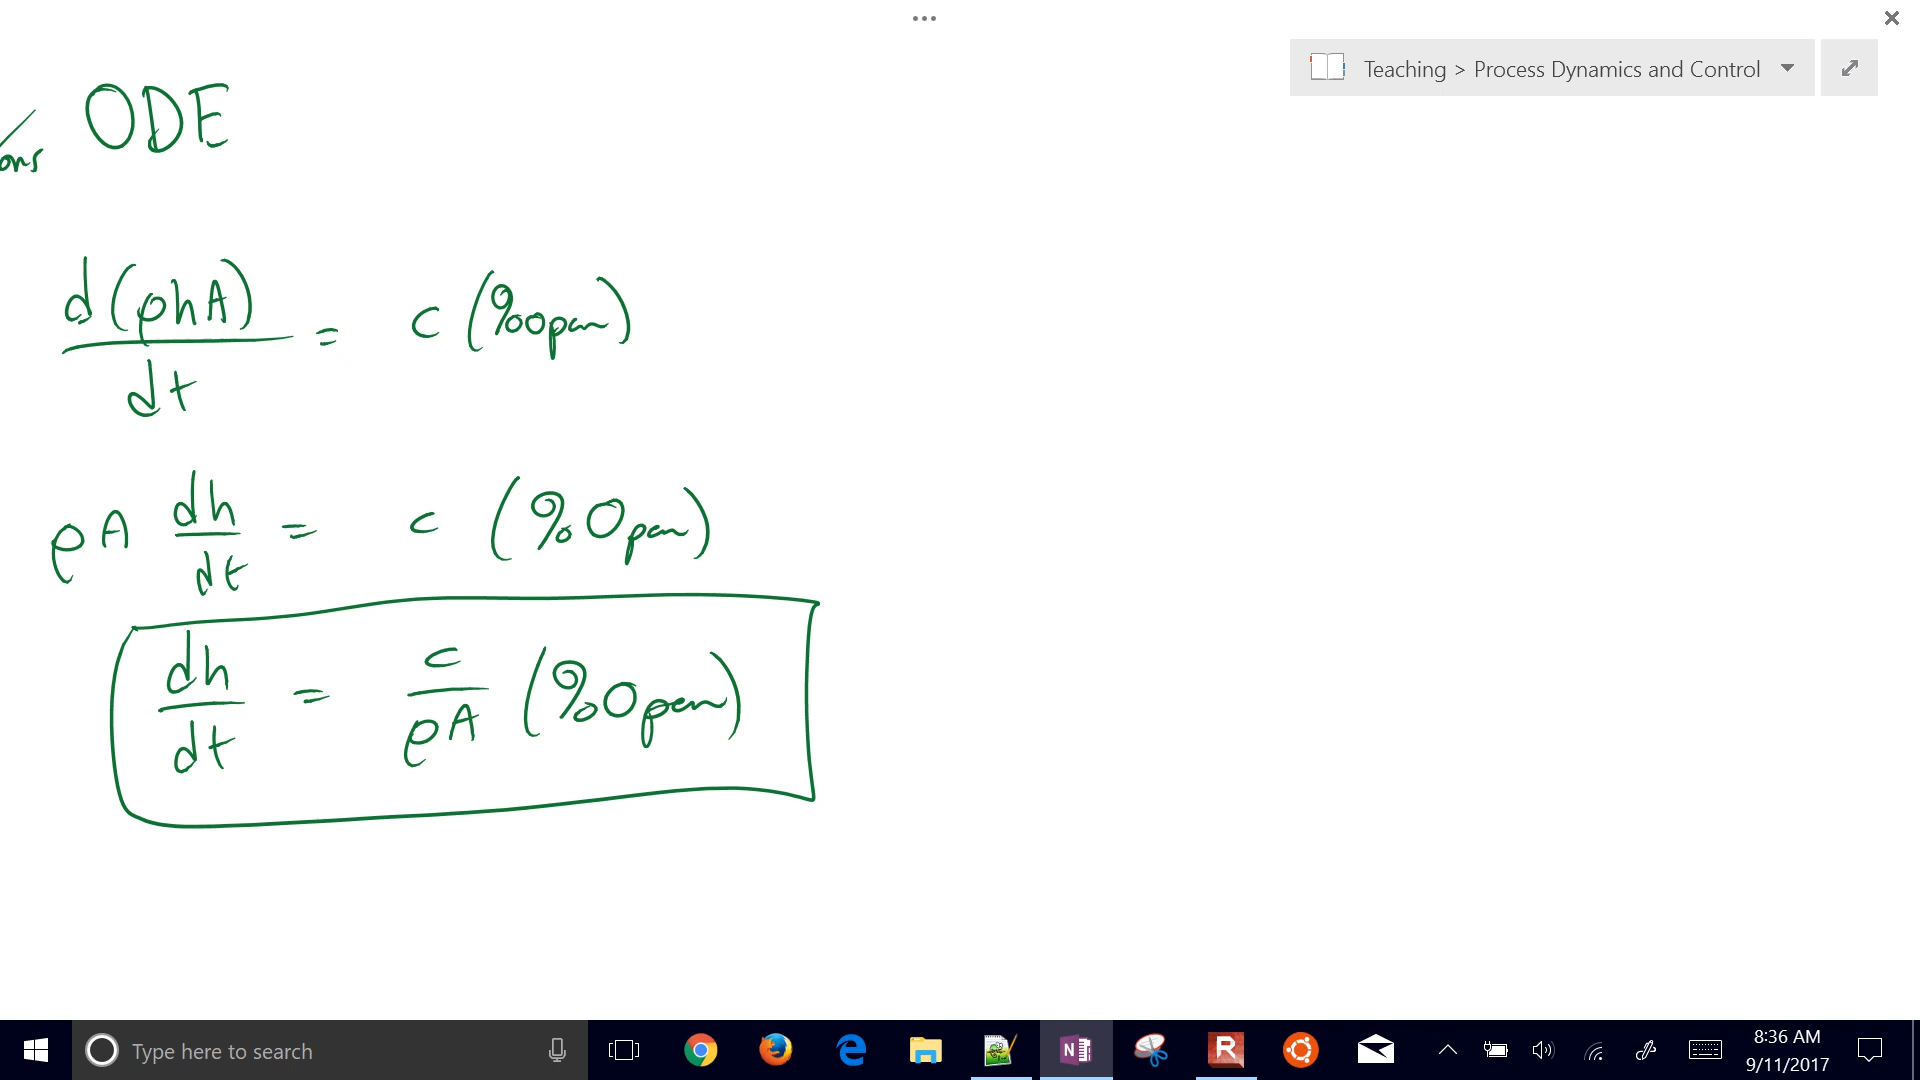 Teaching > Process Dynamics and Control
ODE
d(ρhA)/dt = c (% open)
ρA dh/dt = c (% Open)
dh/dt = c/ρA (% Open)
Type here to search
8:36 AM
9/11/2017